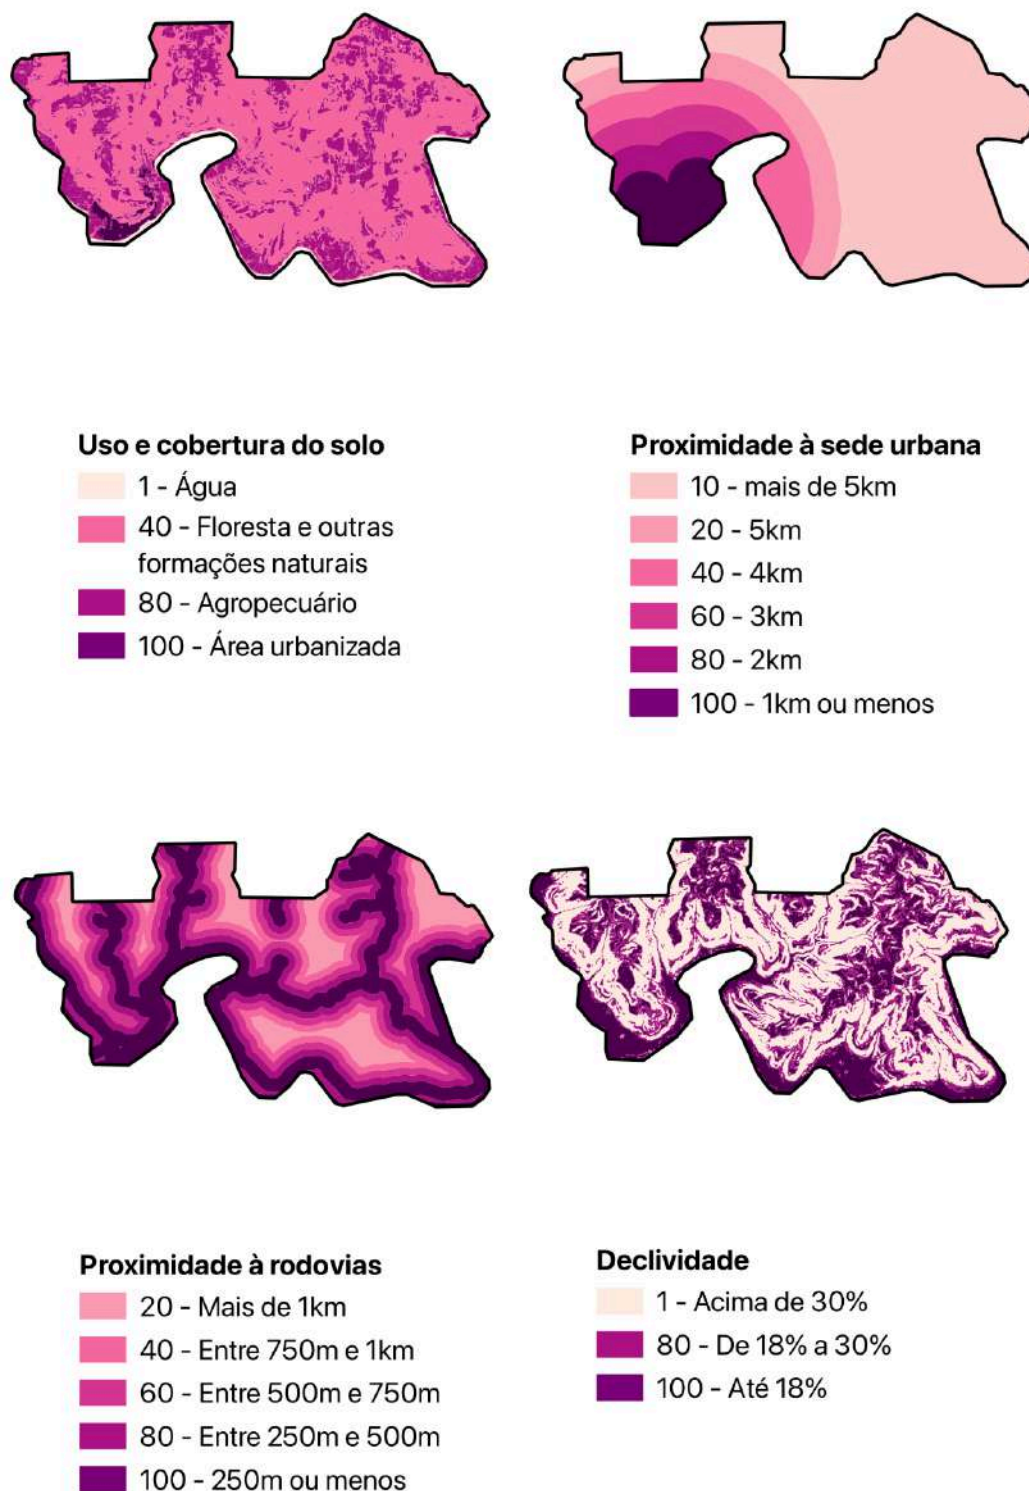 Uso e cobertura do solo
1 - Água
40 - Floresta e outras
formações naturais
80 - Agropecuário
100 - Área urbanizada
Proximidade à sede urbana
10 - mais de 5km
20 - 5km
40 - 4km
60 - 3km
80 - 2km
100 - 1km ou menos
Proximidade à rodovias
20 - Mais de 1km
40 - Entre 750m e 1km
60 - Entre 500m e 750m
80 - Entre 250m e 500m
100 - 250m ou menos
Declividade
1 - Acima de 30%
80 - De 18% a 30%
100 - Até 18%